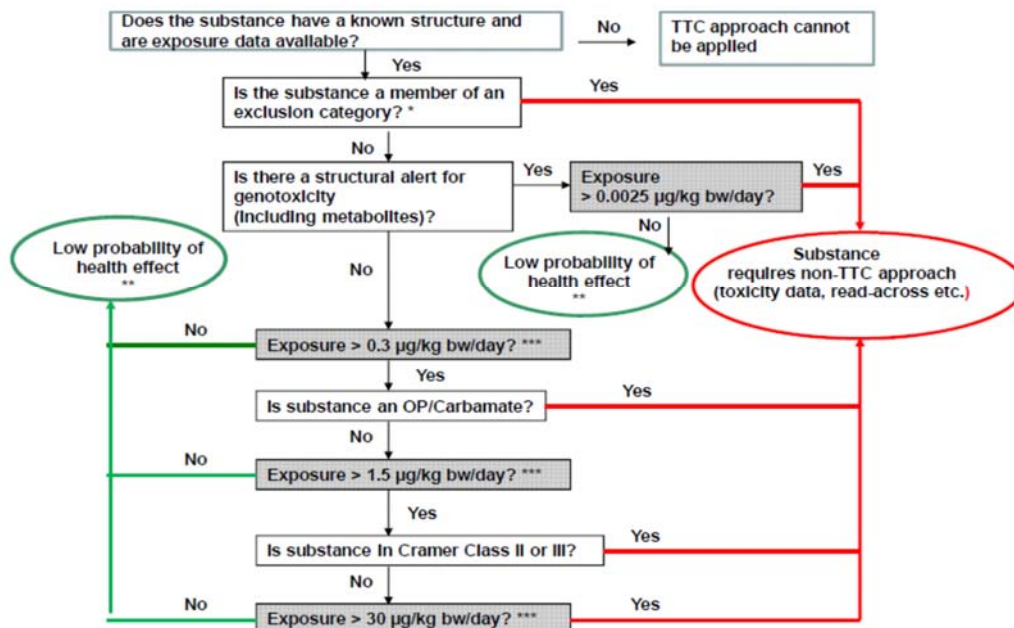 Does the substance have a known structure and
are exposure data available?
No
TTC approach cannot
be applied
Yes
Is the substance a member of an
exclusion category? *
Yes
No
Is there a structural alert for
genotoxicity
(including metabolites)?
Yes
Exposure
> 0.0025 µg/kg bw/day?
Yes
No
Low probability of
health effect
**
No
Low probability of
health effect
**
Substance
requires non-TTC approach
(toxicity data, read-across etc.)
No
Exposure > 0.3 µg/kg bw/day? ***
Yes
Is substance an OP/Carbamate?
Yes
No
No
Exposure > 1.5 µg/kg bw/day? ***
Yes
Is substance in Cramer Class II or III?
Yes
No
No
Exposure > 30 µg/kg bw/day? ***
Yes